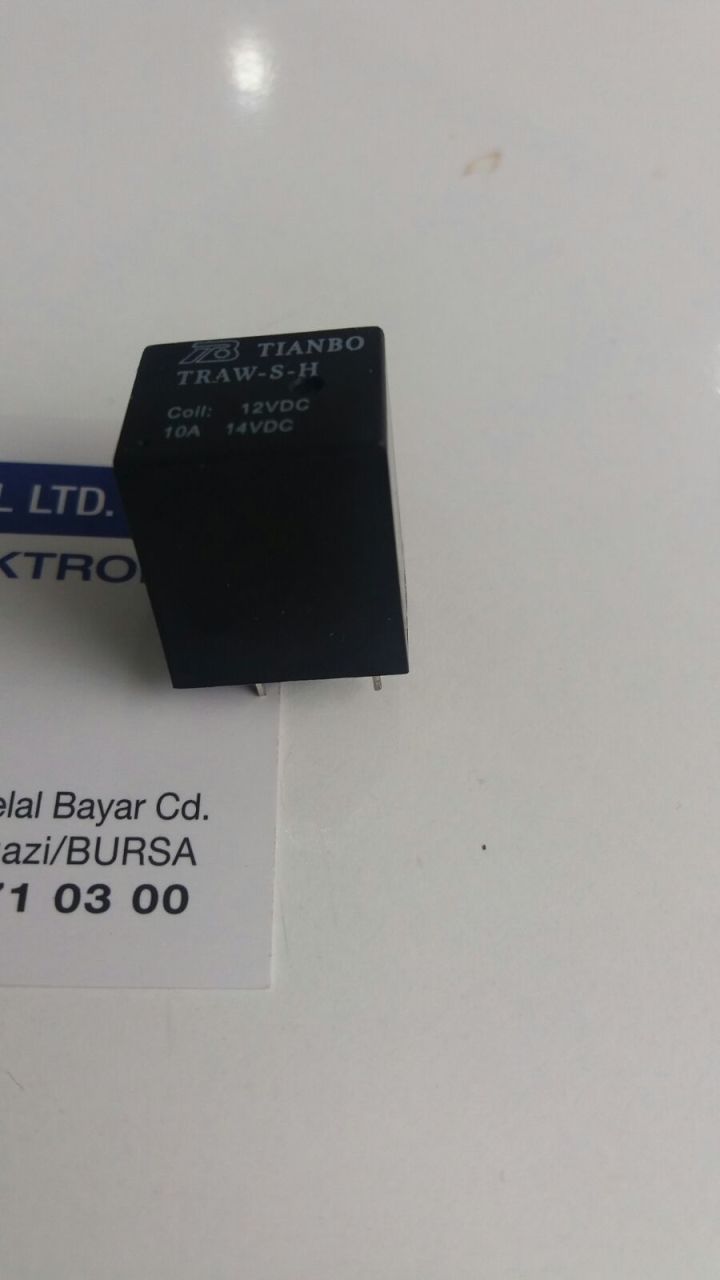 TB TIANBO
TRAW-S-H
Coil: 12VDC
10A 14VDC
L LTD.
KTRO
elal Bayar Cd.
azi/BURSA
71 03 00